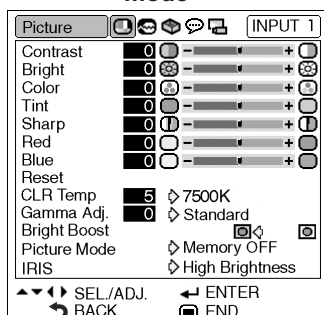 Picture INPUT 1
Contrast 0 - +
Bright 0 - +
Color 0 - +
Tint 0 - +
Sharp 0 - +
Red 0 - +
Blue 0 - +
Reset
CLR Temp 5 7500K
Gamma Adj. 0 Standard
Bright Boost
Picture Mode Memory OFF
IRIS High Brightness
SEL./ADJ. ENTER
BACK END